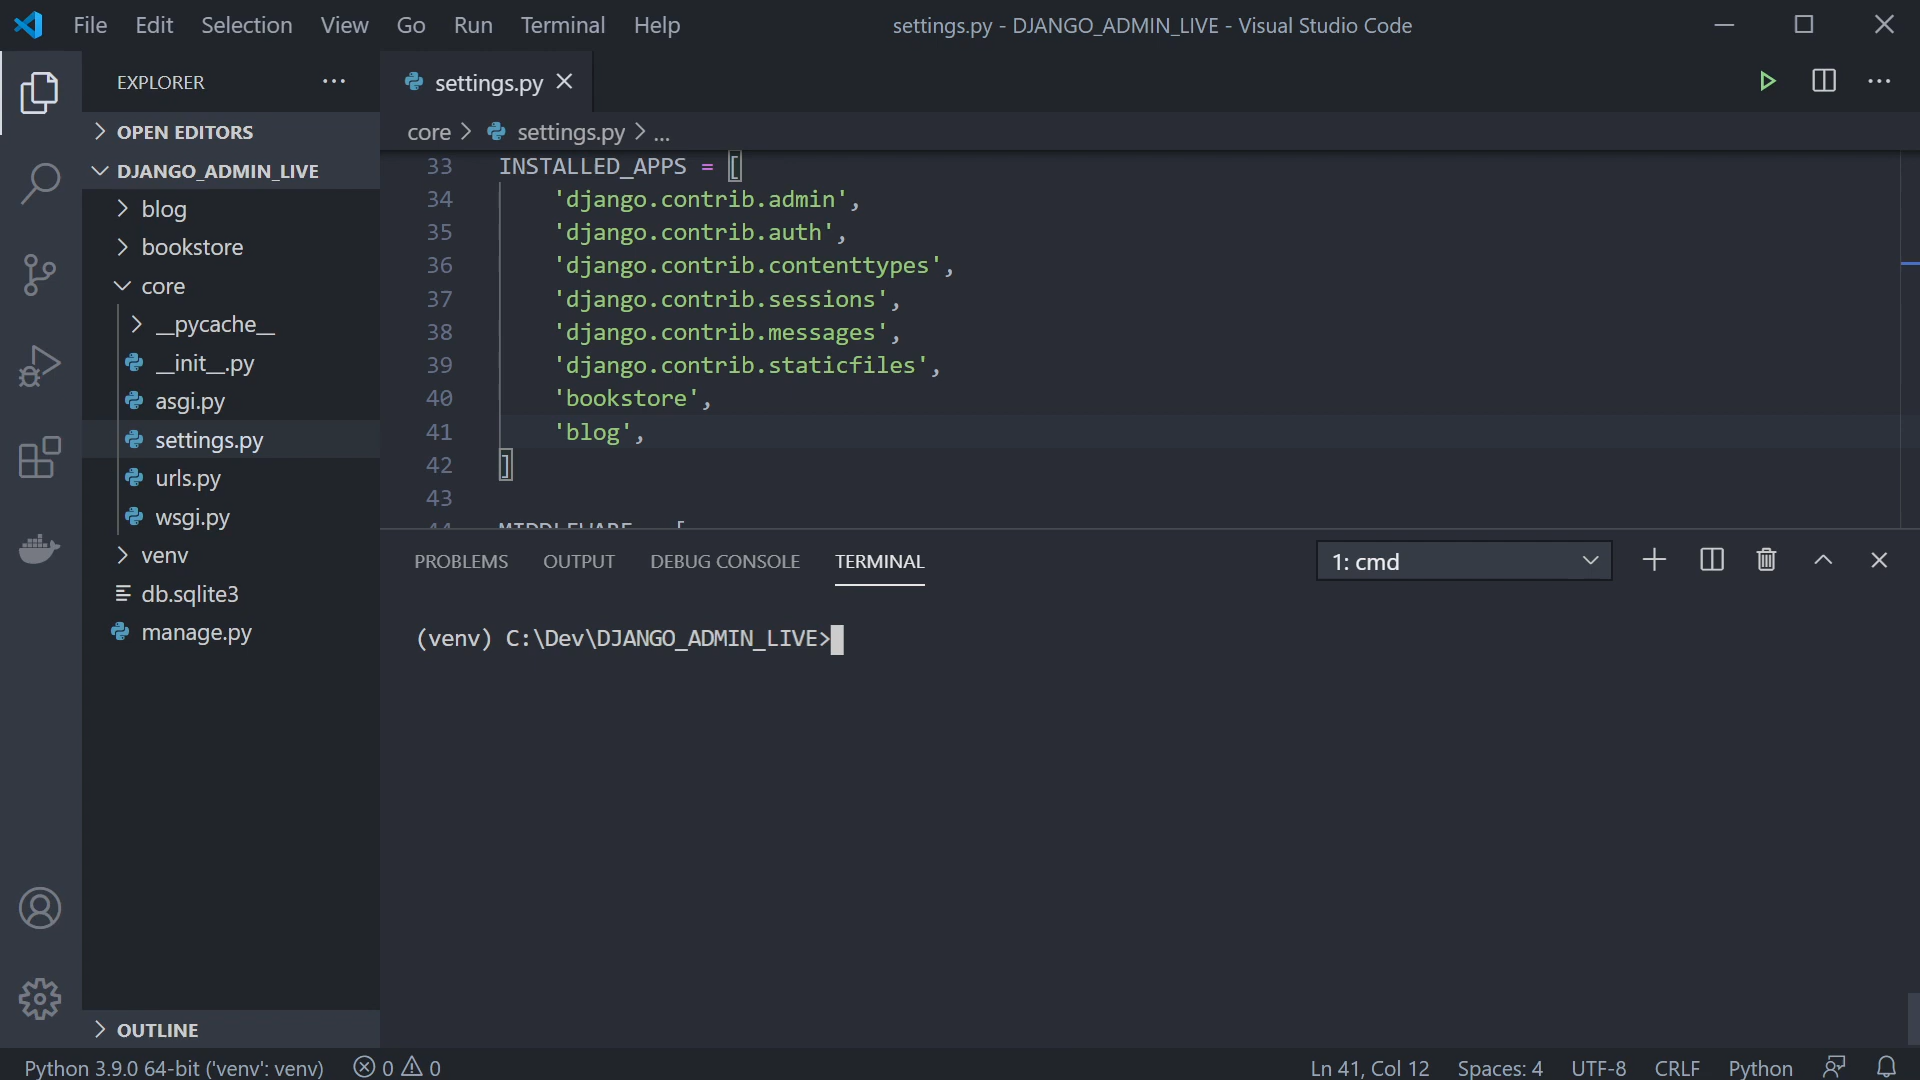 File Edit Selection View Go Run Terminal Help
settings.py - DJANGO_ADMIN_LIVE - Visual Studio Code
EXPLORER
OPEN EDITORS
DJANGO_ADMIN_LIVE
blog
bookstore
core
__pycache__
__init__.py
asgi.py
settings.py
urls.py
wsgi.py
venv
db.sqlite3
manage.py
OUTLINE
settings.py
core > settings.py > ...
33 INSTALLED_APPS = [
34 'django.contrib.admin',
35 'django.contrib.auth',
36 'django.contrib.contenttypes',
37 'django.contrib.sessions',
38 'django.contrib.messages',
39 'django.contrib.staticfiles',
40 'bookstore',
41 'blog',
42 ]
43
44 MIDDLEWARE = [
PROBLEMS OUTPUT DEBUG CONSOLE TERMINAL
1: cmd
(venv) C:\Dev\DJANGO_ADMIN_LIVE>
Python 3.9.0 64-bit ('venv': venv) 0 0
Ln 41, Col 12 Spaces: 4 UTF-8 CRLF Python